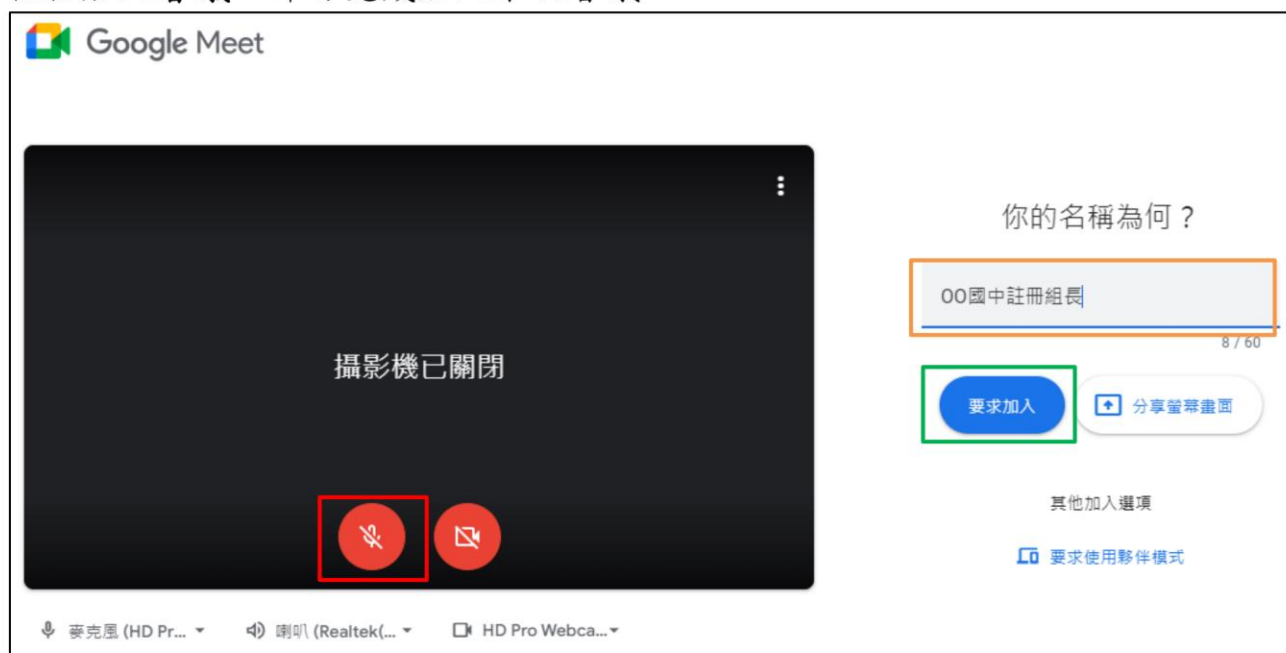 Google Meet
你的名稱為何？
OO國中註冊組長
8 / 60
攝影機已關閉
要求加入
分享螢幕畫面
其他加入選項
要求使用夥伴模式
麥克風 (HD Pr...
喇叭 (Realtek(...
HD Pro Webca...